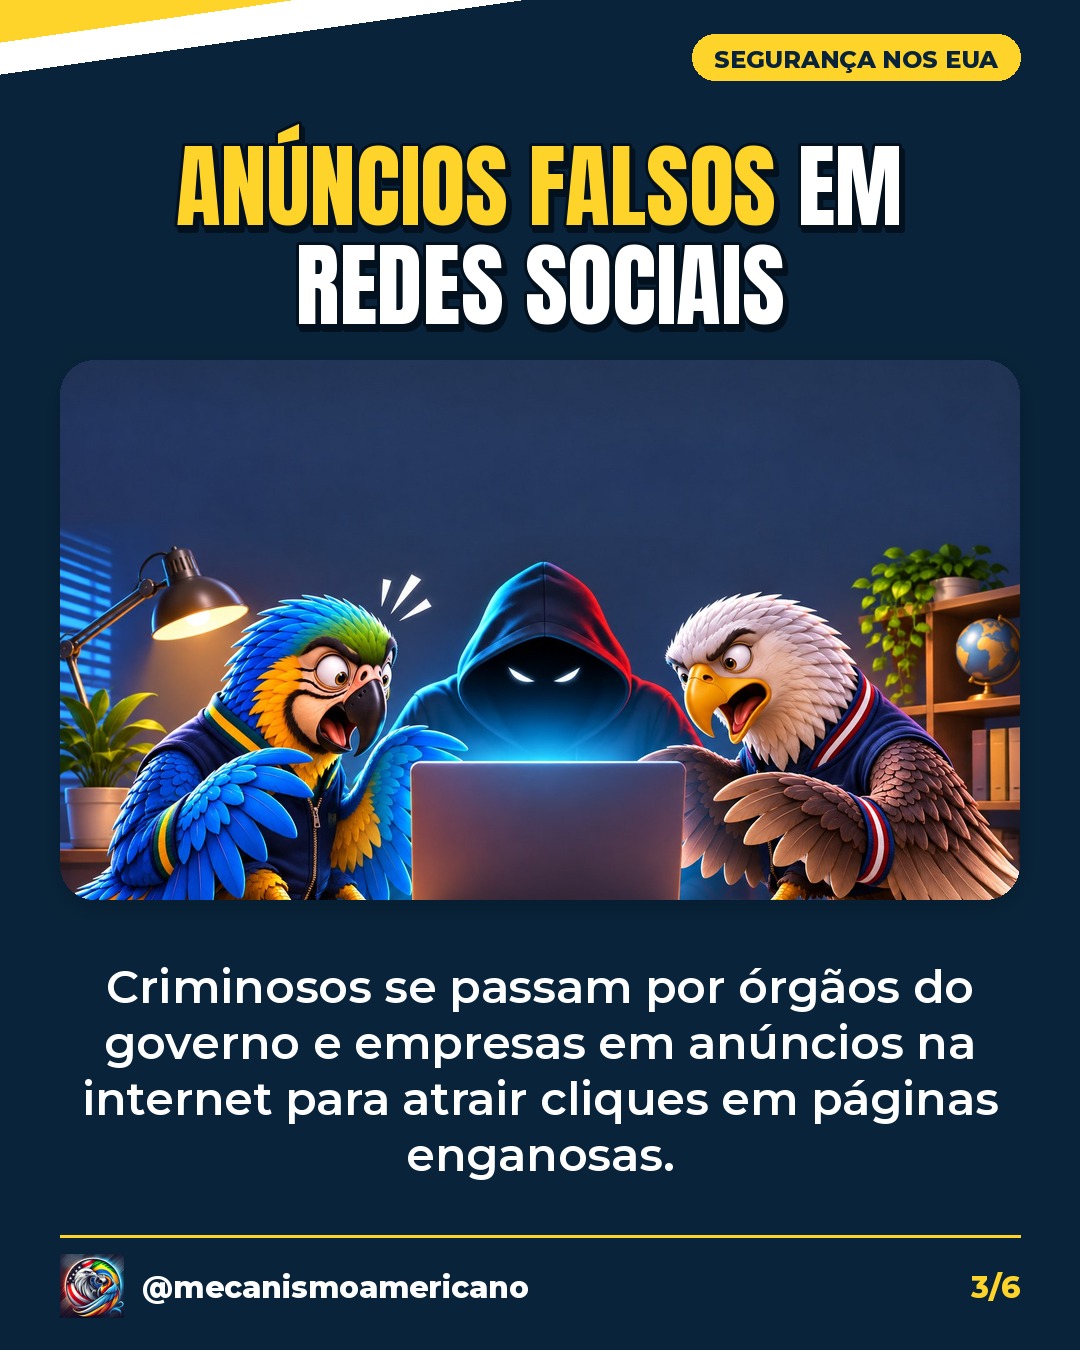 SEGURANÇA NOS EUA
ANÚNCIOS FALSOS EM
REDES SOCIAIS
Criminosos se passam por órgãos do
governo e empresas em anúncios na
internet para atrair cliques em páginas
enganosas.
@mecanismoamericano
3/6